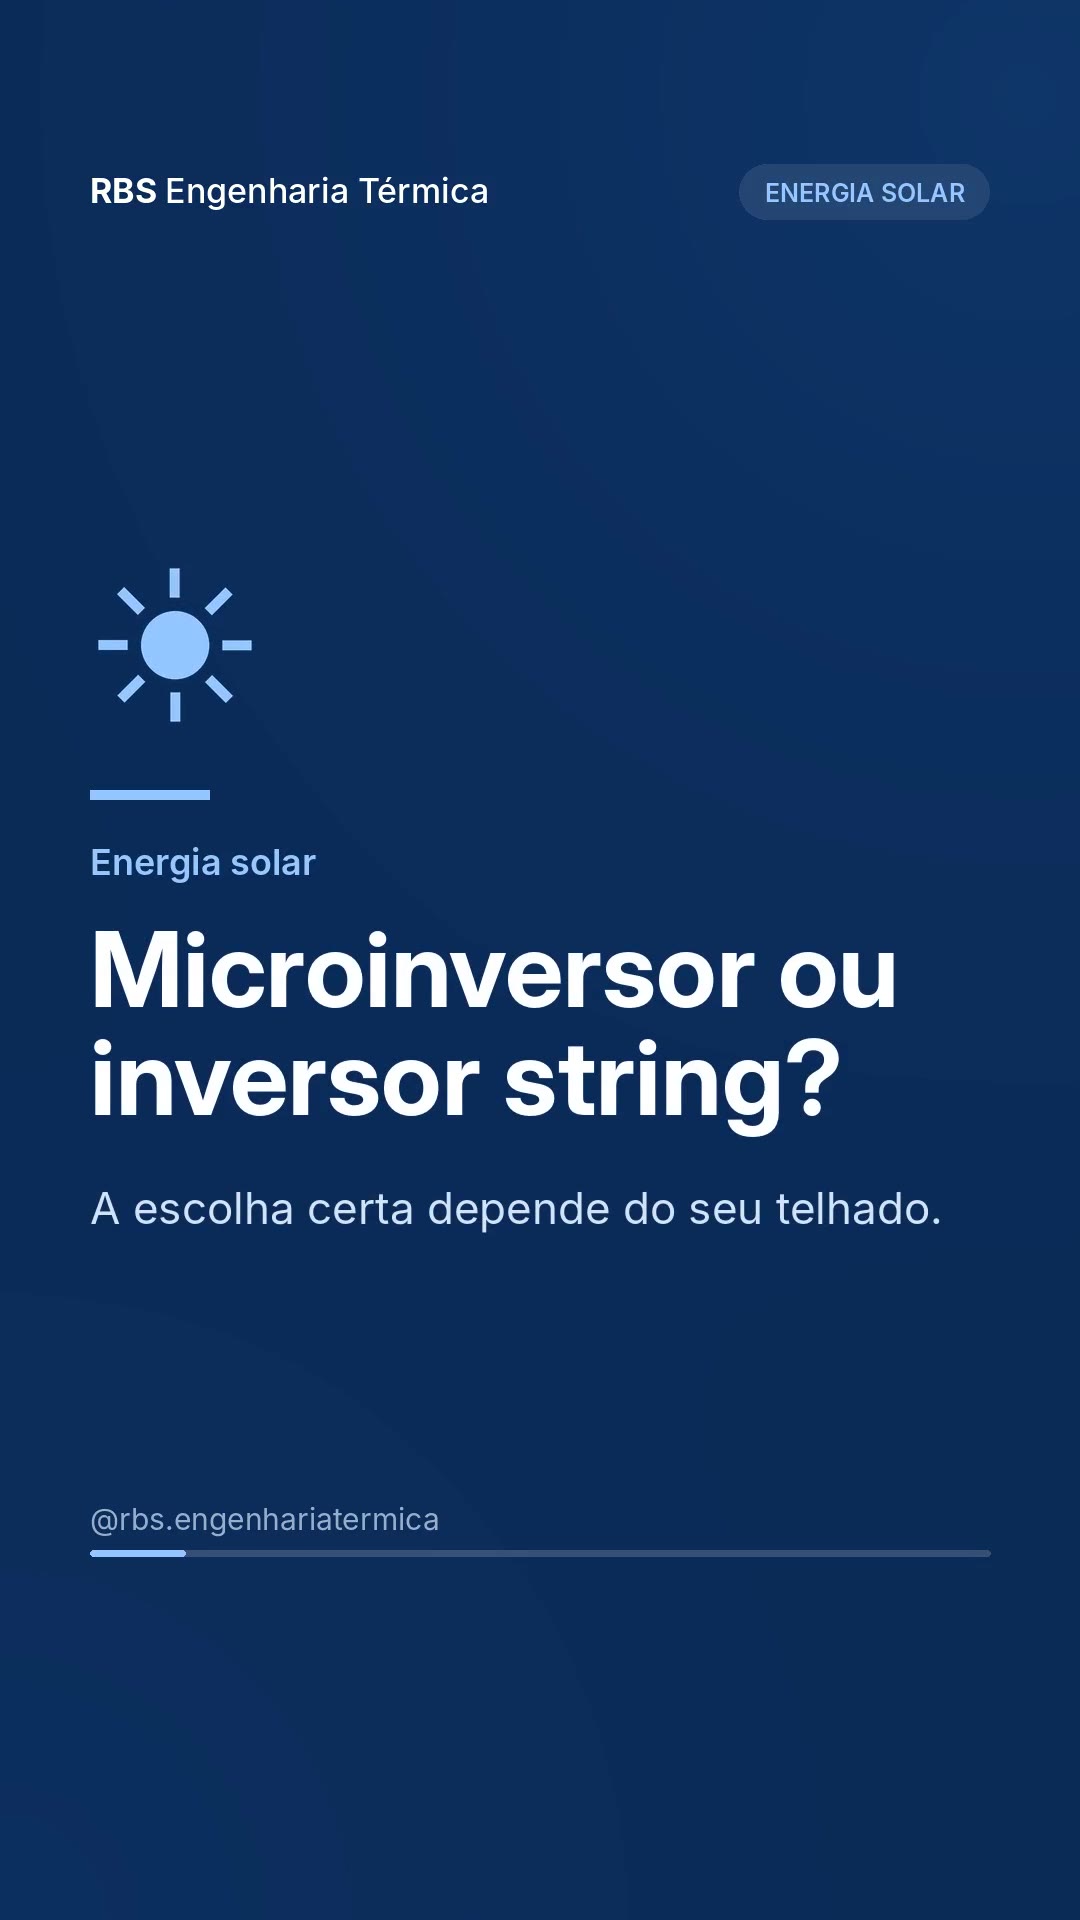 RBS Engenharia Térmica
ENERGIA SOLAR
Energia solar
Microinversor ou
inversor string?
A escolha certa depende do seu telhado.
@rbs.engenhariatermica